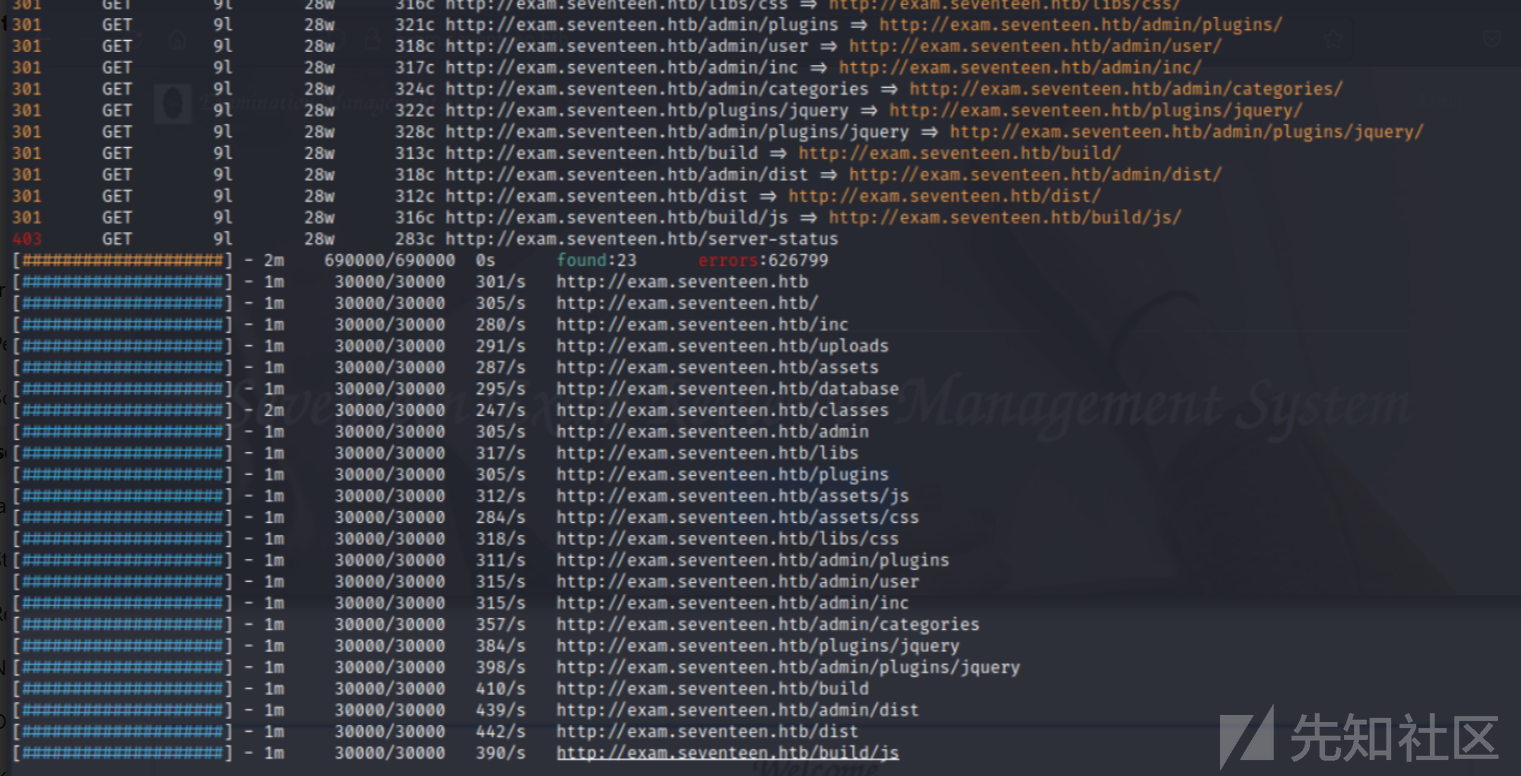 301 GET 9l 28w 316c http://exam.seventeen.htb/libs/css => http://exam.seventeen.htb/libs/css/
301 GET 9l 28w 321c http://exam.seventeen.htb/admin/plugins => http://exam.seventeen.htb/admin/plugins/
301 GET 9l 28w 318c http://exam.seventeen.htb/admin/user => http://exam.seventeen.htb/admin/user/
301 GET 9l 28w 317c http://exam.seventeen.htb/admin/inc => http://exam.seventeen.htb/admin/inc/
301 GET 9l 28w 324c http://exam.seventeen.htb/admin/categories => http://exam.seventeen.htb/admin/categories/
301 GET 9l 28w 322c http://exam.seventeen.htb/plugins/jquery => http://exam.seventeen.htb/plugins/jquery/
301 GET 9l 28w 328c http://exam.seventeen.htb/admin/plugins/jquery => http://exam.seventeen.htb/admin/plugins/jquery/
301 GET 9l 28w 313c http://exam.seventeen.htb/build => http://exam.seventeen.htb/build/
301 GET 9l 28w 318c http://exam.seventeen.htb/admin/dist => http://exam.seventeen.htb/admin/dist/
301 GET 9l 28w 312c http://exam.seventeen.htb/dist => http://exam.seventeen.htb/dist/
301 GET 9l 28w 316c http://exam.seventeen.htb/build/js => http://exam.seventeen.htb/build/js/
403 GET 9l 28w 283c http://exam.seventeen.htb/server-status
[####################] - 2m 690000/690000 0s found:23 errors:626799
[####################] - 1m 30000/30000 301/s http://exam.seventeen.htb
[####################] - 1m 30000/30000 305/s http://exam.seventeen.htb/
[####################] - 1m 30000/30000 280/s http://exam.seventeen.htb/inc
[####################] - 1m 30000/30000 291/s http://exam.seventeen.htb/uploads
[####################] - 1m 30000/30000 287/s http://exam.seventeen.htb/assets
[####################] - 1m 30000/30000 295/s http://exam.seventeen.htb/database
[####################] - 2m 30000/30000 247/s http://exam.seventeen.htb/classes
[####################] - 1m 30000/30000 305/s http://exam.seventeen.htb/admin
[####################] - 1m 30000/30000 317/s http://exam.seventeen.htb/libs
[####################] - 1m 30000/30000 305/s http://exam.seventeen.htb/plugins
[####################] - 1m 30000/30000 312/s http://exam.seventeen.htb/assets/js
[####################] - 1m 30000/30000 284/s http://exam.seventeen.htb/assets/css
[####################] - 1m 30000/30000 318/s http://exam.seventeen.htb/libs/css
[####################] - 1m 30000/30000 311/s http://exam.seventeen.htb/admin/plugins
[####################] - 1m 30000/30000 315/s http://exam.seventeen.htb/admin/user
[####################] - 1m 30000/30000 315/s http://exam.seventeen.htb/admin/inc
[####################] - 1m 30000/30000 357/s http://exam.seventeen.htb/admin/categories
[####################] - 1m 30000/30000 384/s http://exam.seventeen.htb/plugins/jquery
[####################] - 1m 30000/30000 398/s http://exam.seventeen.htb/admin/plugins/jquery
[####################] - 1m 30000/30000 410/s http://exam.seventeen.htb/build
[####################] - 1m 30000/30000 439/s http://exam.seventeen.htb/admin/dist
[####################] - 1m 30000/30000 442/s http://exam.seventeen.htb/dist
[####################] - 1m 30000/30000 390/s http://exam.seventeen.htb/build/js
Management System
Welcome
先知社区